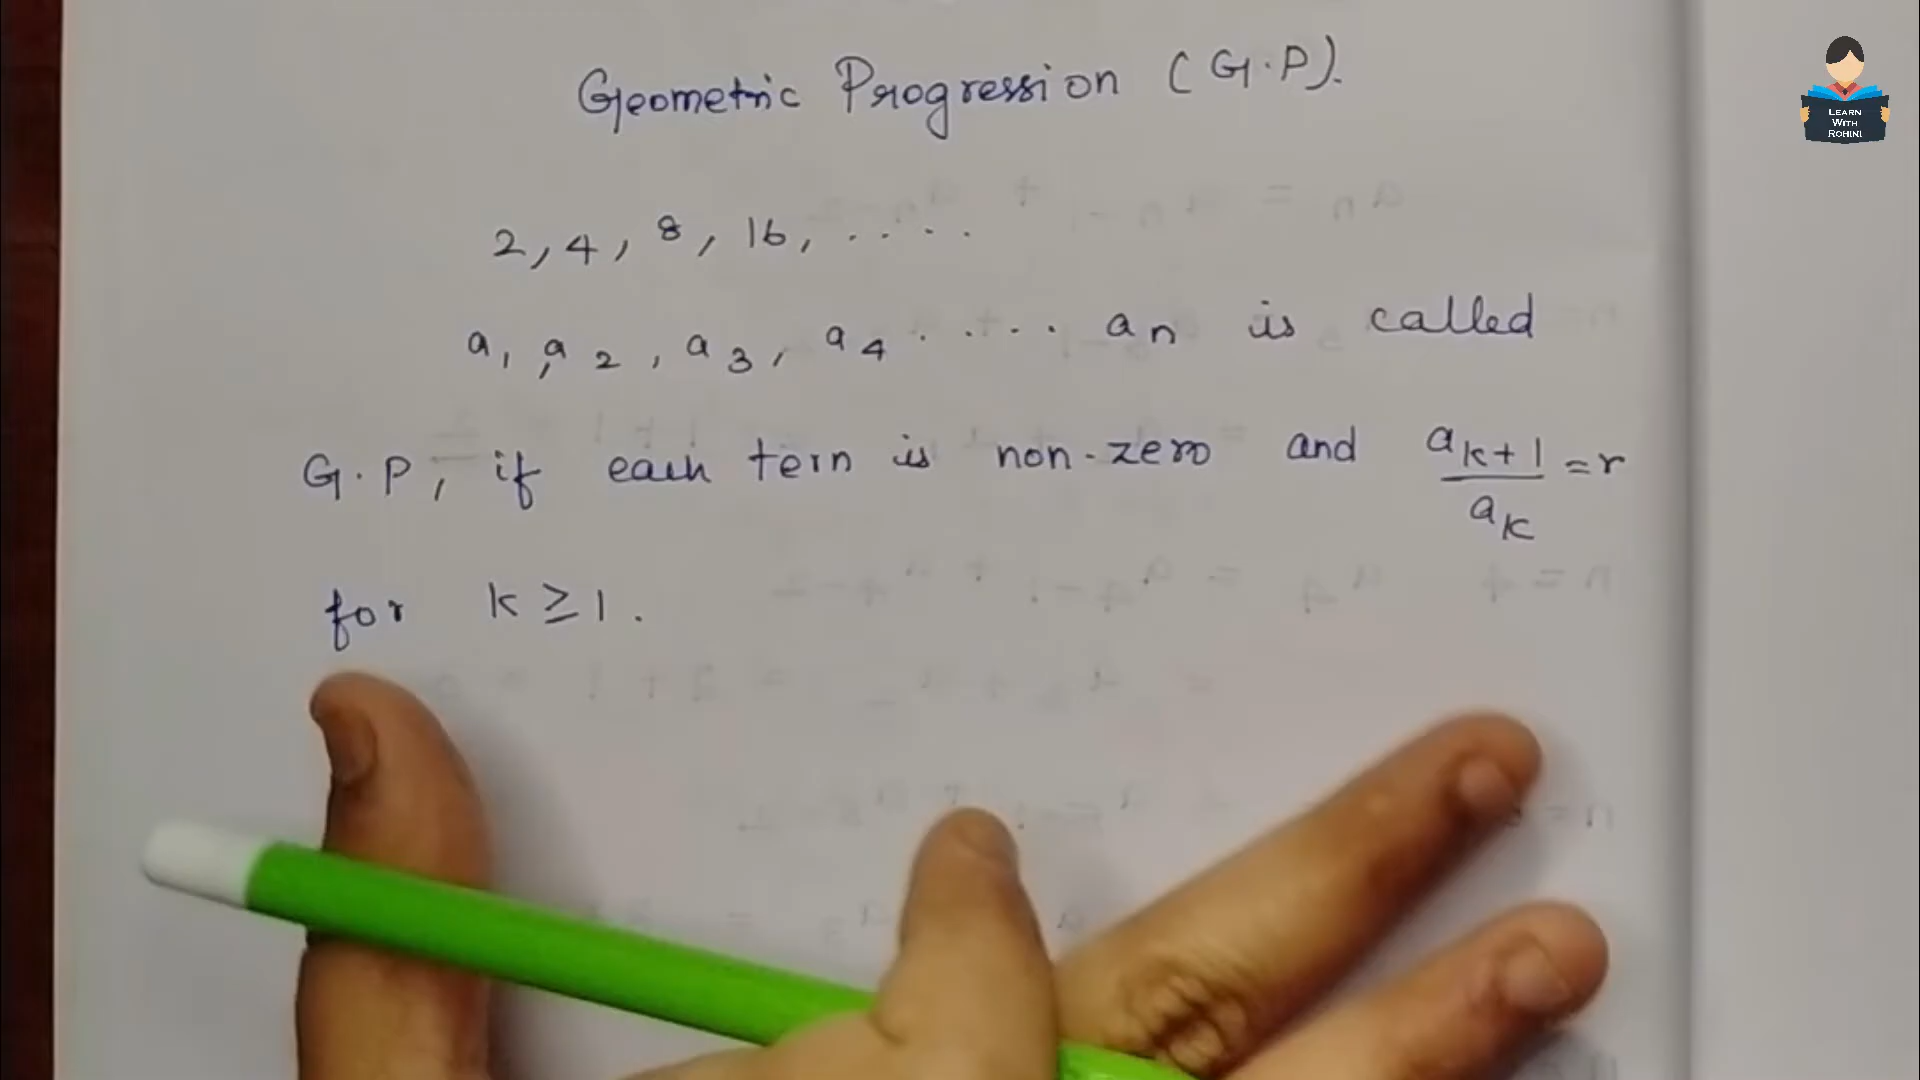 Geometric Progression (G.P).
2, 4, 8, 16, . . . .
a₁, a₂, a₃, a₄ . . . . aₙ is called
G.P, if each term is non-zero and aₖ₊₁/aₖ = r
for k ≥ 1.
LEARN
WITH
ROHINI